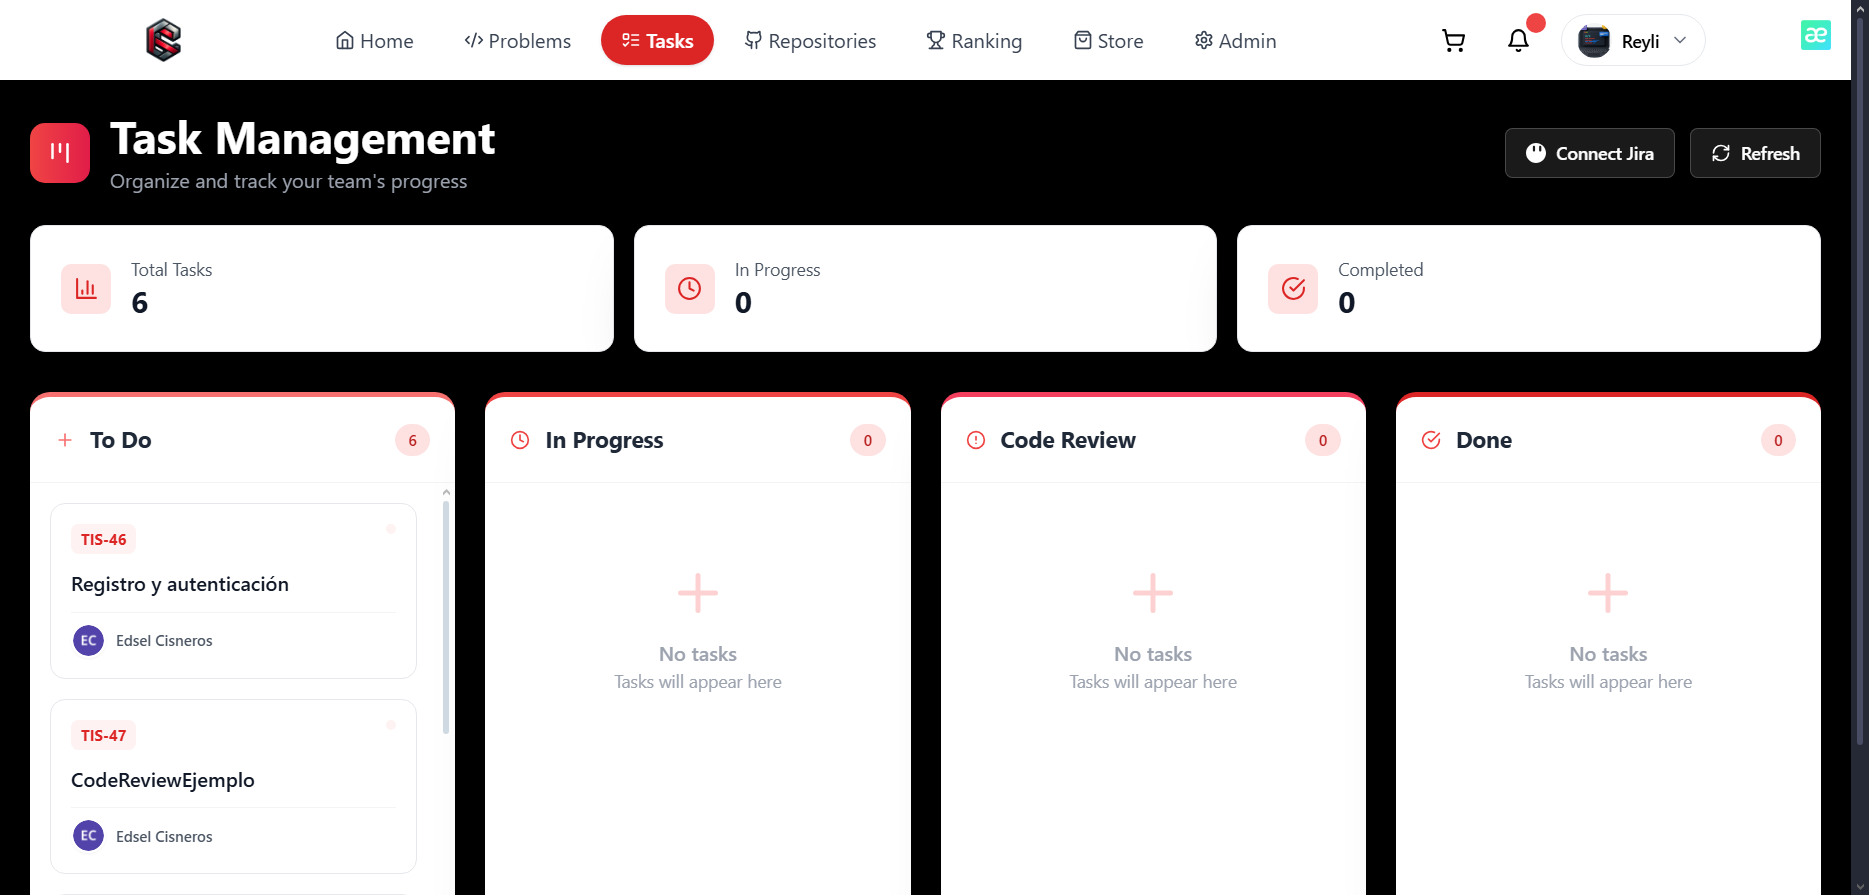 Home
Problems
Tasks
Repositories
Ranking
Store
Admin
Reyli
æ
Task Management
Organize and track your team's progress
Connect Jira
Refresh
Total Tasks
6
In Progress
0
Completed
0
To Do
6
In Progress
0
Code Review
0
Done
0
TIS-46
Registro y autenticación
EC
Edsel Cisneros
TIS-47
CodeReviewEjemplo
EC
Edsel Cisneros
No tasks
Tasks will appear here
No tasks
Tasks will appear here
No tasks
Tasks will appear here